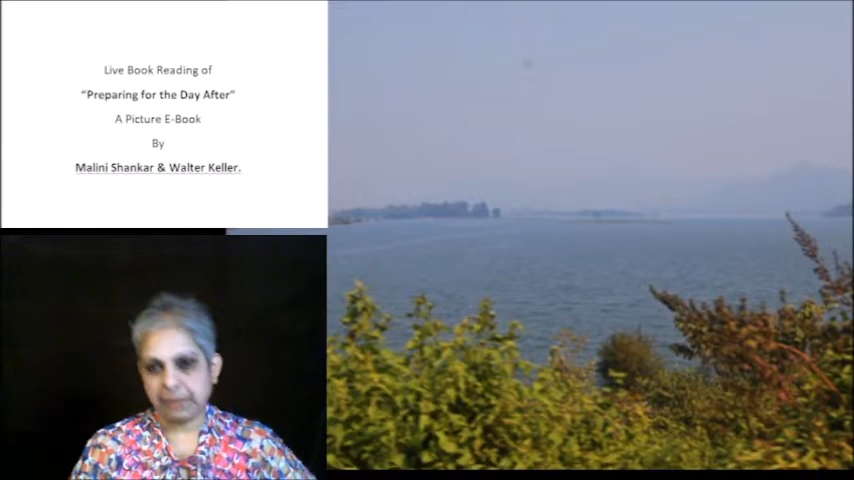 Live Book Reading of
“Preparing for the Day After”
A Picture E-Book
By
Malini Shankar & Walter Keller.